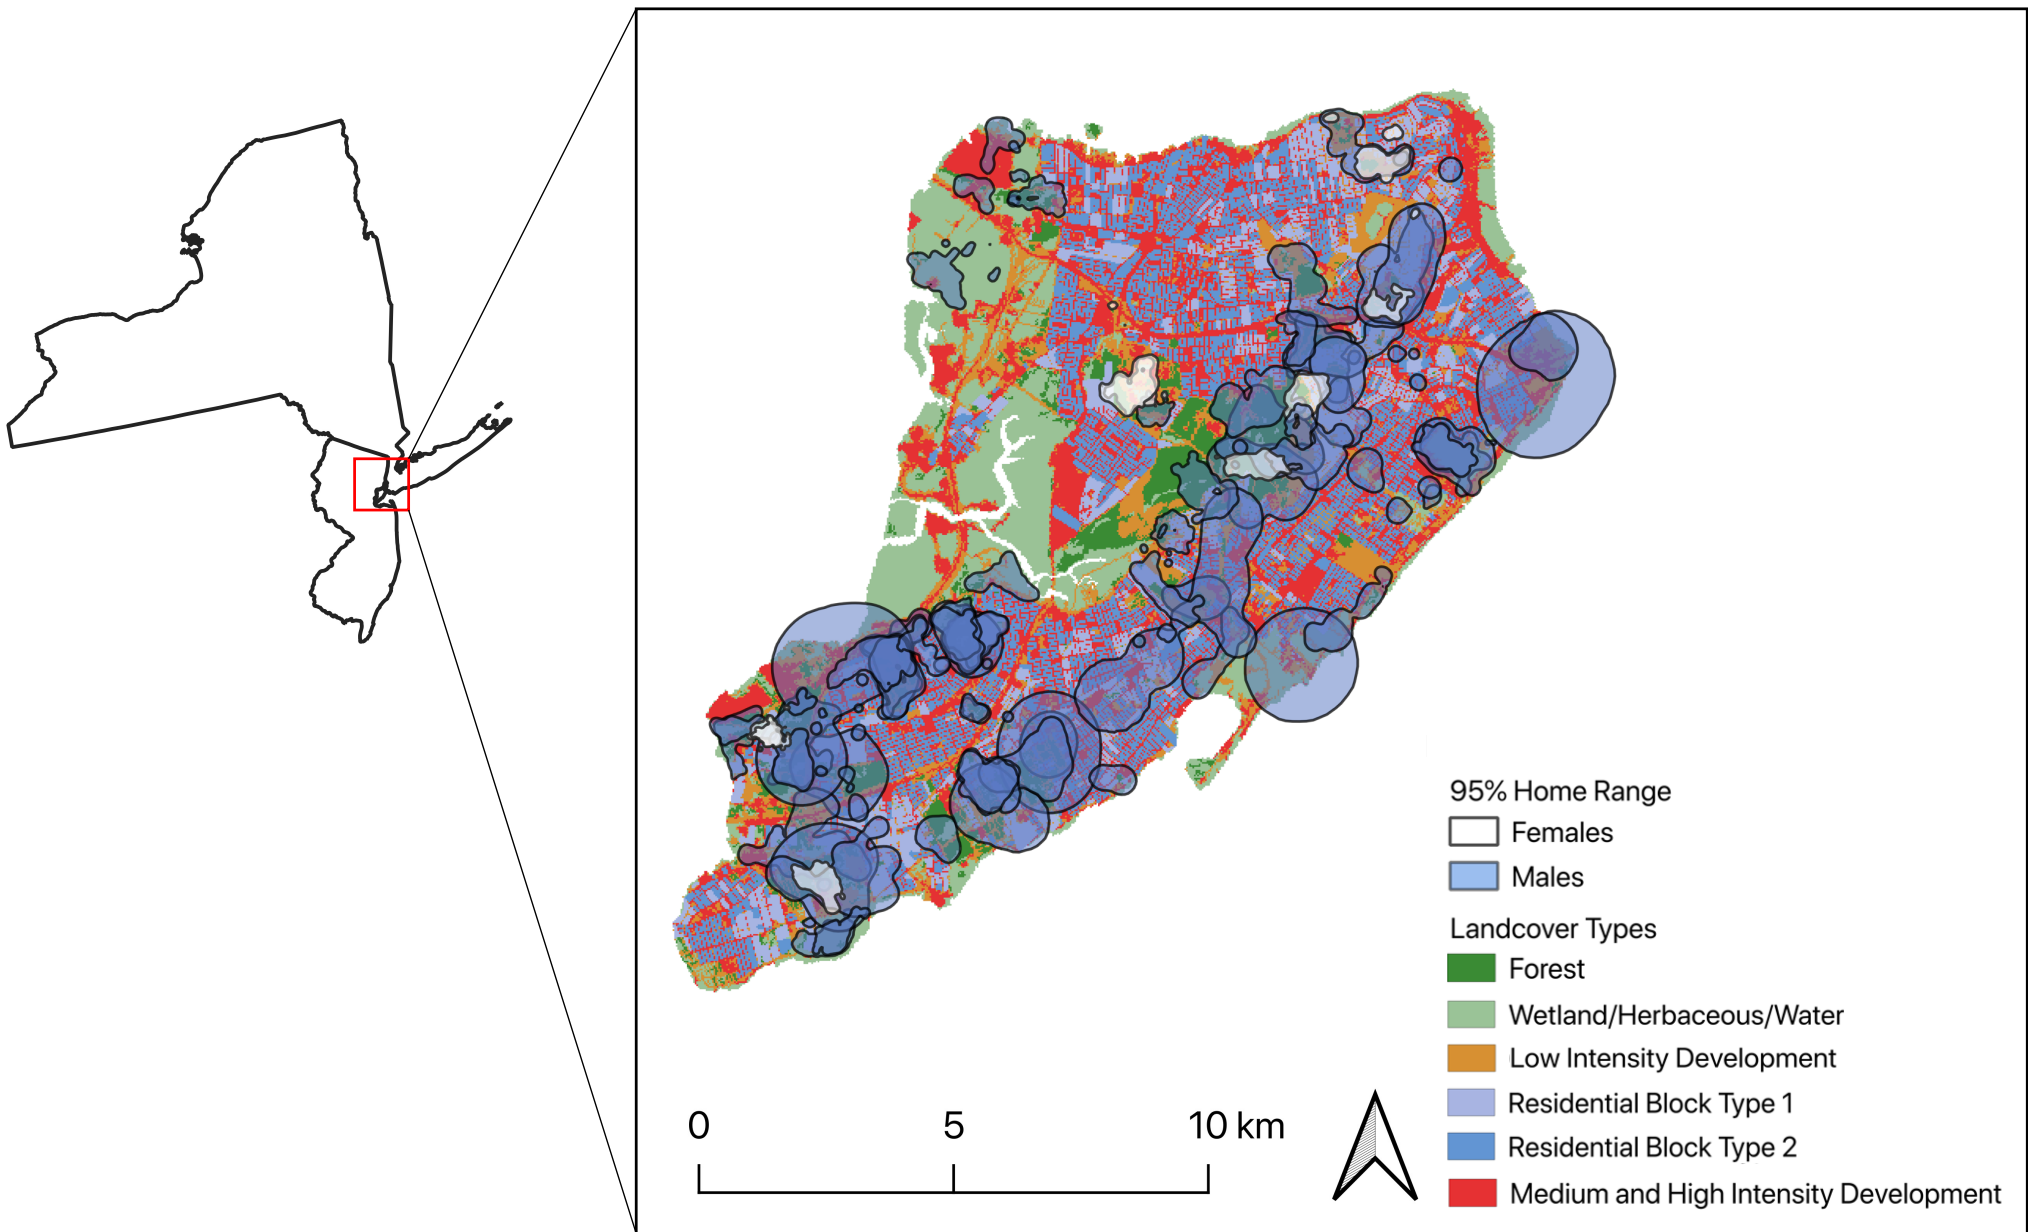 95% Home Range
Females
Males
Landcover Types
Forest
Wetland/Herbaceous/Water
Low Intensity Development
Residential Block Type 1
Residential Block Type 2
Medium and High Intensity Development
0 5 10 km